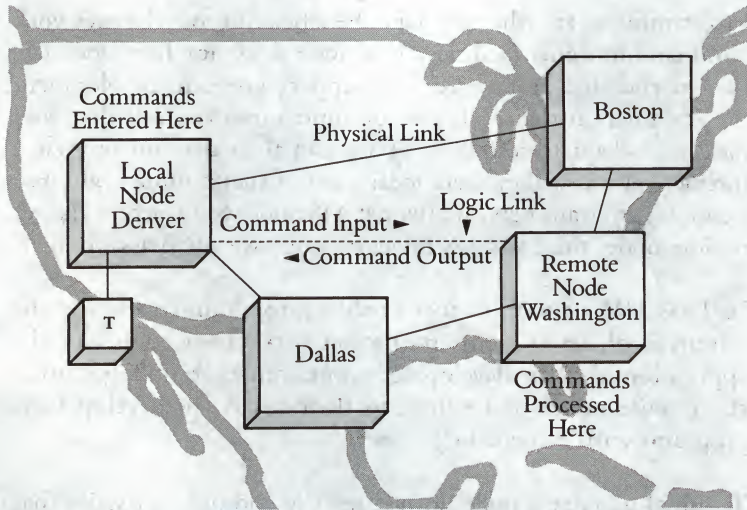 Commands
Entered Here
Boston
Physical Link
Local
Node
Denver
Logic Link
Command Input ►
◄Command Output
Remote
Node
Washington
T
Dallas
Commands
Processed
Here